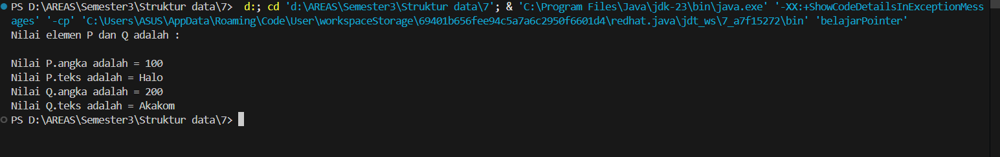 PS D:\AREAS\Semester3\Struktur data\7>  d:; cd 'd:\AREAS\Semester3\Struktur data\7'; & 'C:\Program Files\Java\jdk-23\bin\java.exe' '-XX:+ShowCodeDetailsInExceptionMess
ages' '-cp' 'C:\Users\ASUS\AppData\Roaming\Code\User\workspaceStorage\69401b656fee94c5a7a6c2950f6601d4\redhat.java\jdt_ws\7_a7f15272\bin' 'belajarPointer'
Nilai elemen P dan Q adalah :
Nilai P.angka adalah = 100
Nilai P.teks adalah = Halo
Nilai Q.angka adalah = 200
Nilai Q.teks adalah = Akakom
PS D:\AREAS\Semester3\Struktur data\7>